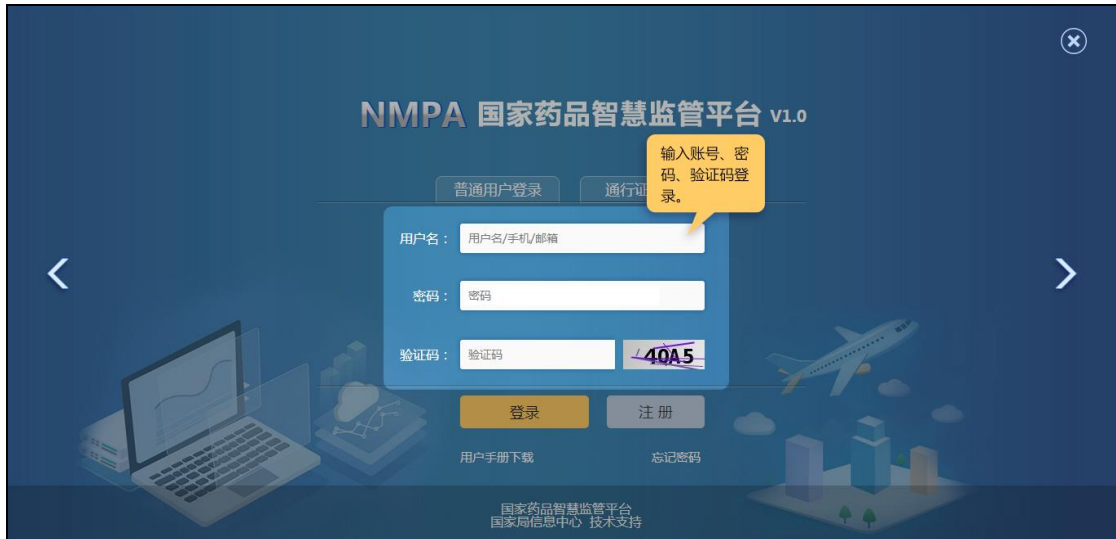 NMPA 国家药品智慧监管平台 V1.0
输入账号、密
码、验证码登
录。
普通用户登录
通行证
用户名：
用户名/手机/邮箱
密码：
密码
验证码：
验证码
40A5
登录
注 册
用户手册下载
忘记密码
国家药品智慧监管平台
国家局信息中心 技术支持